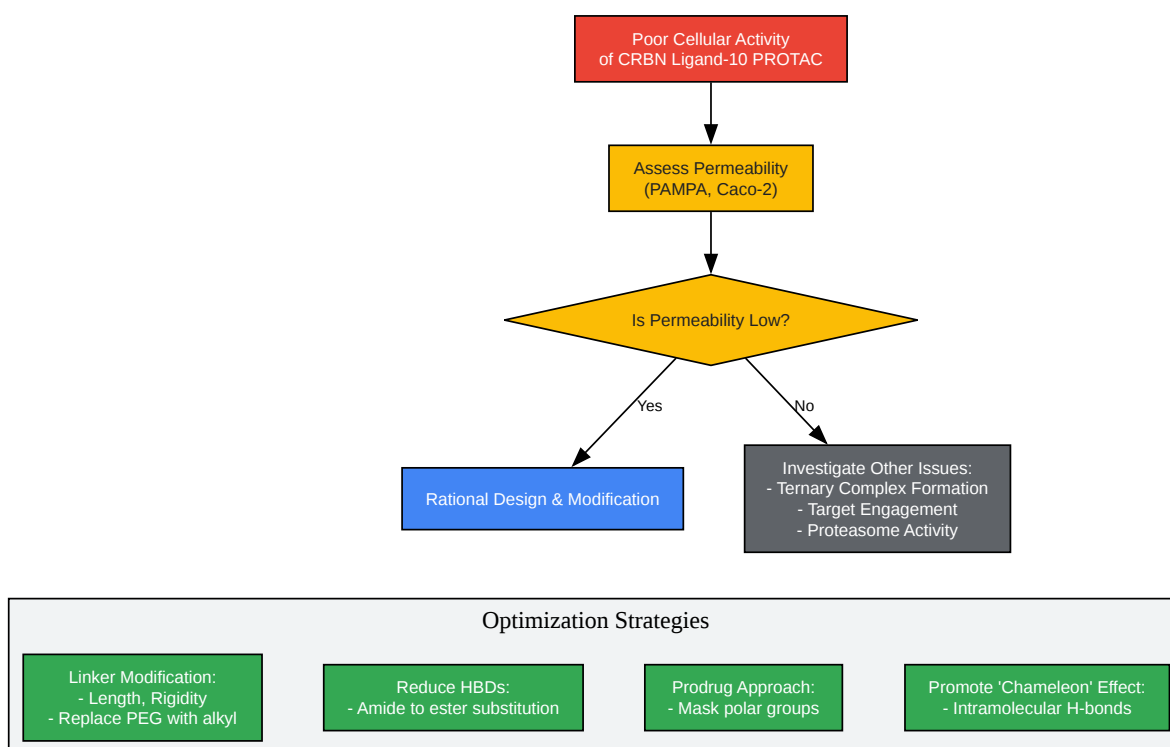 Poor Cellular Activity
of CRBN Ligand-10 PROTAC
Assess Permeability
(PAMPA, Caco-2)
Is Permeability Low?
Yes
No
Rational Design & Modification
Investigate Other Issues:
- Ternary Complex Formation
- Target Engagement
- Proteasome Activity
Optimization Strategies
Linker Modification:
- Length, Rigidity
- Replace PEG with alkyl
Reduce HBDs:
- Amide to ester substitution
Prodrug Approach:
- Mask polar groups
Promote 'Chameleon' Effect:
- Intramolecular H-bonds